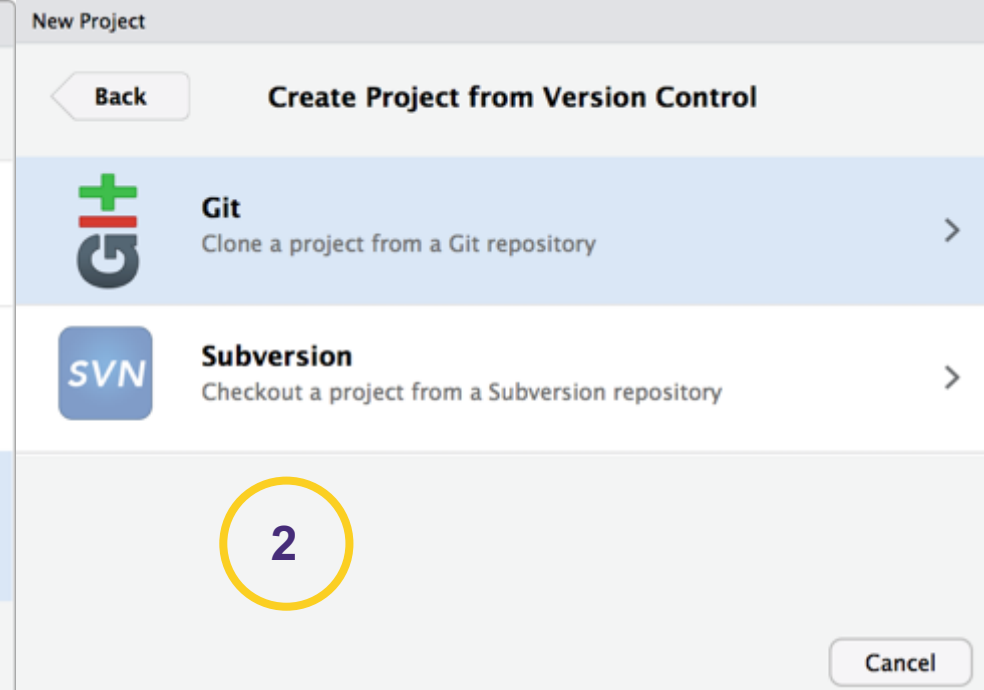 New Project
Back
Create Project from Version Control
git
Git
Clone a project from a Git repository
SVN
Subversion
Checkout a project from a Subversion repository
2
Cancel